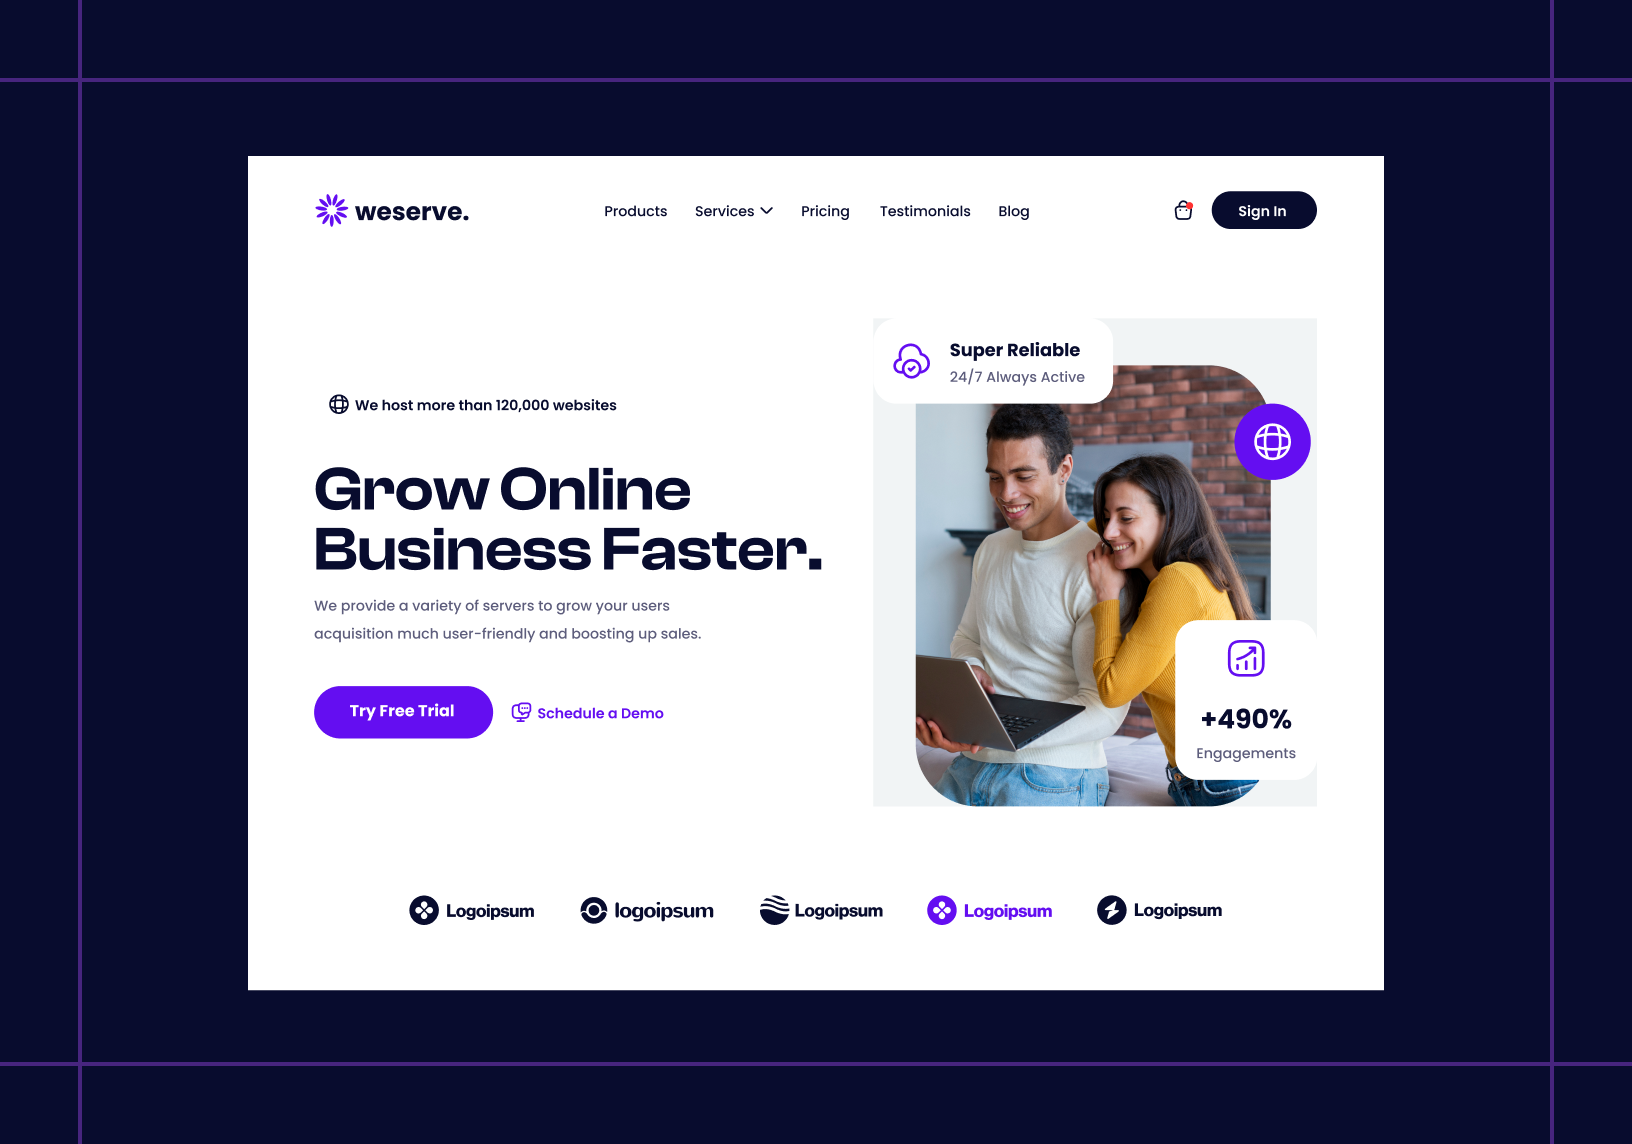 weserve.
Products
Services
Pricing
Testimonials
Blog
Sign In
We host more than 120,000 websites
Grow Online
Business Faster.
We provide a variety of servers to grow your users
acquisition much user-friendly and boosting up sales.
Try Free Trial
Schedule a Demo
Super Reliable
24/7 Always Active
+490%
Engagements
Logoipsum
logoipsum
Logoipsum
Logoipsum
Logoipsum